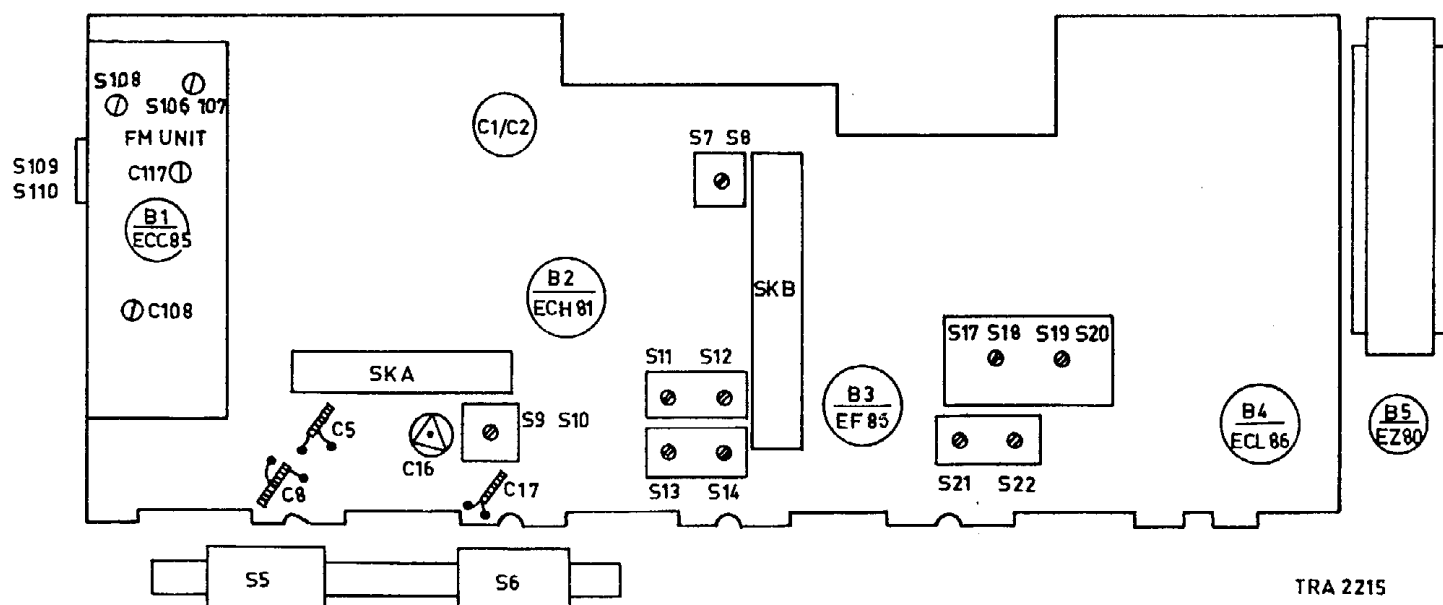 S108
S106 107
FM UNIT
C117
S109
S110
B1
ECC85
C108
C1/C2
S7 S8
B2
ECH 81
SKB
SKA
S11 S12
S17 S18 S19 S20
C5
C16
S9 S10
B3
EF 85
B4
ECL 86
B5
EZ80
C8
C17
S13 S14
S21 S22
S5
S6
TRA 2215